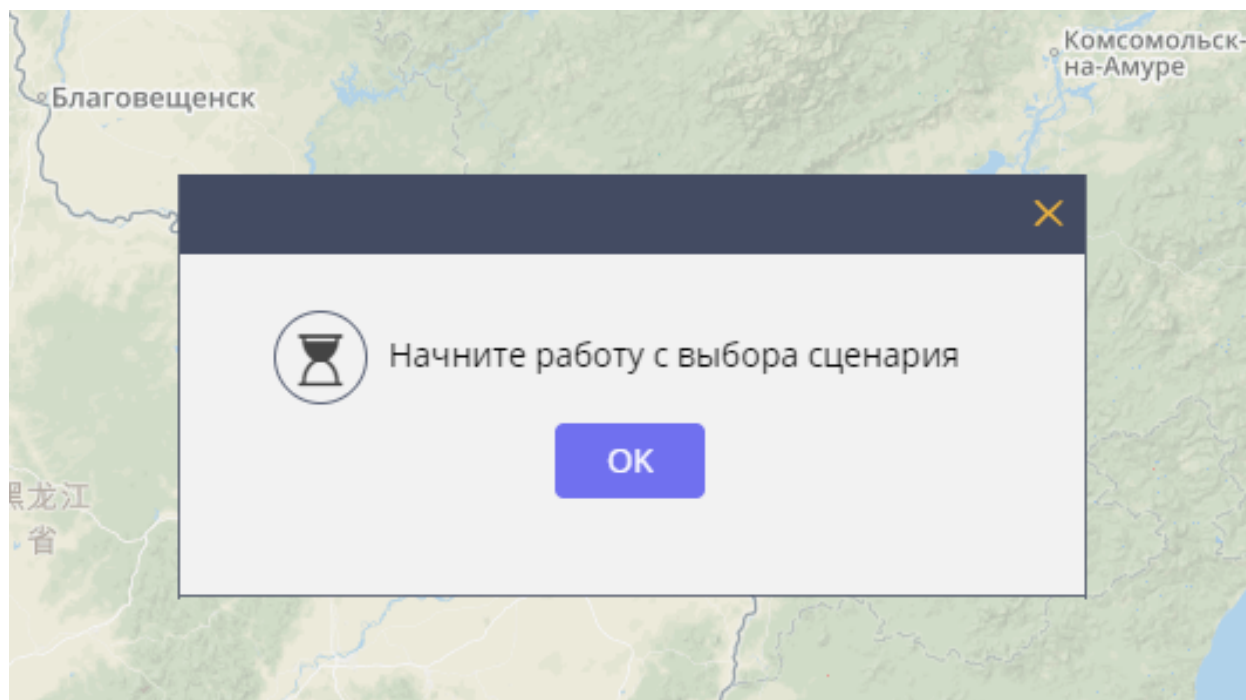 Комсомольск-
на-Амуре
Благовещенск
Начните работу с выбора сценария
OK
黑龙江
省